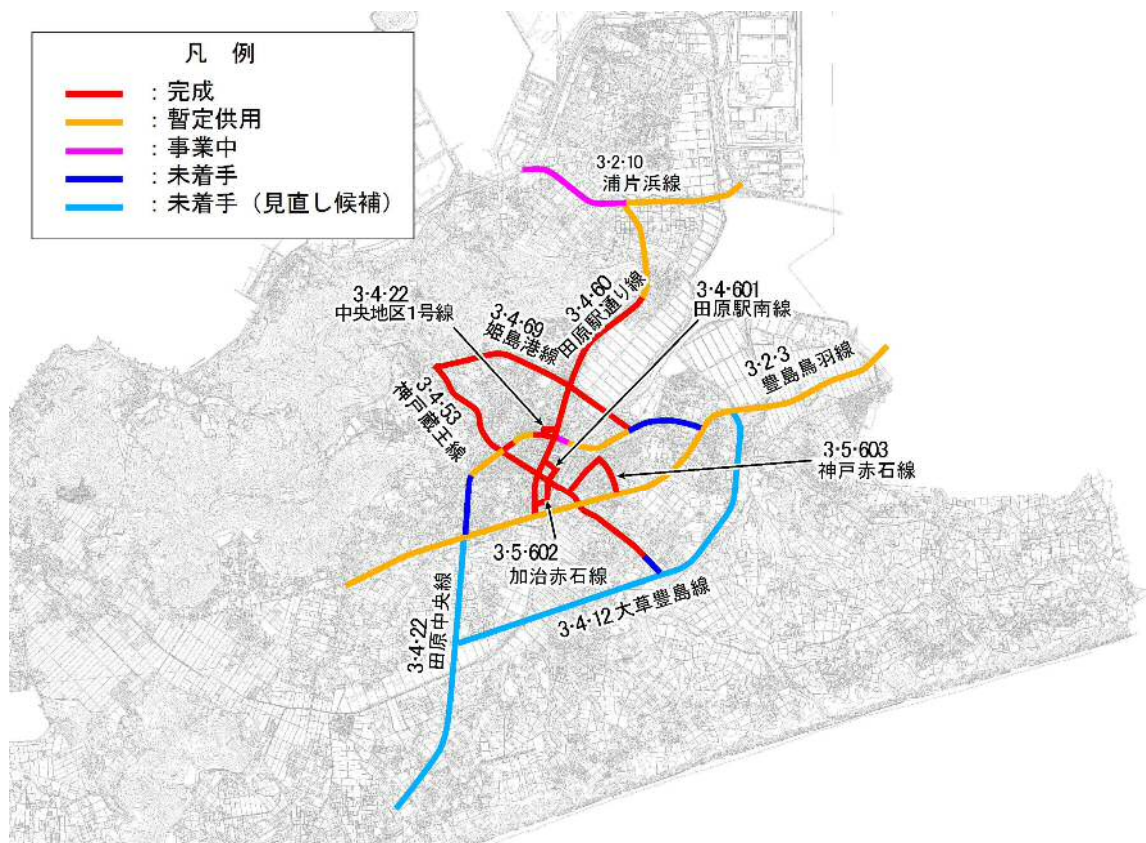 凡 例
：完成
：暫定供用
：事業中
：未着手
：未着手（見直し候補）
3・2・10
浦片浜線
3・4・22
中央地区1号線
3・4・69
姫島港線
3・4・60
田原駅通り線
3・4・601
田原駅南線
3・2・3
豊島鳥羽線
3・4・53
神戸蔵王線
3・5・603
神戸赤石線
3・5・602
加治赤石線
3・4・12 大草豊島線
3・4・22
田原中央線